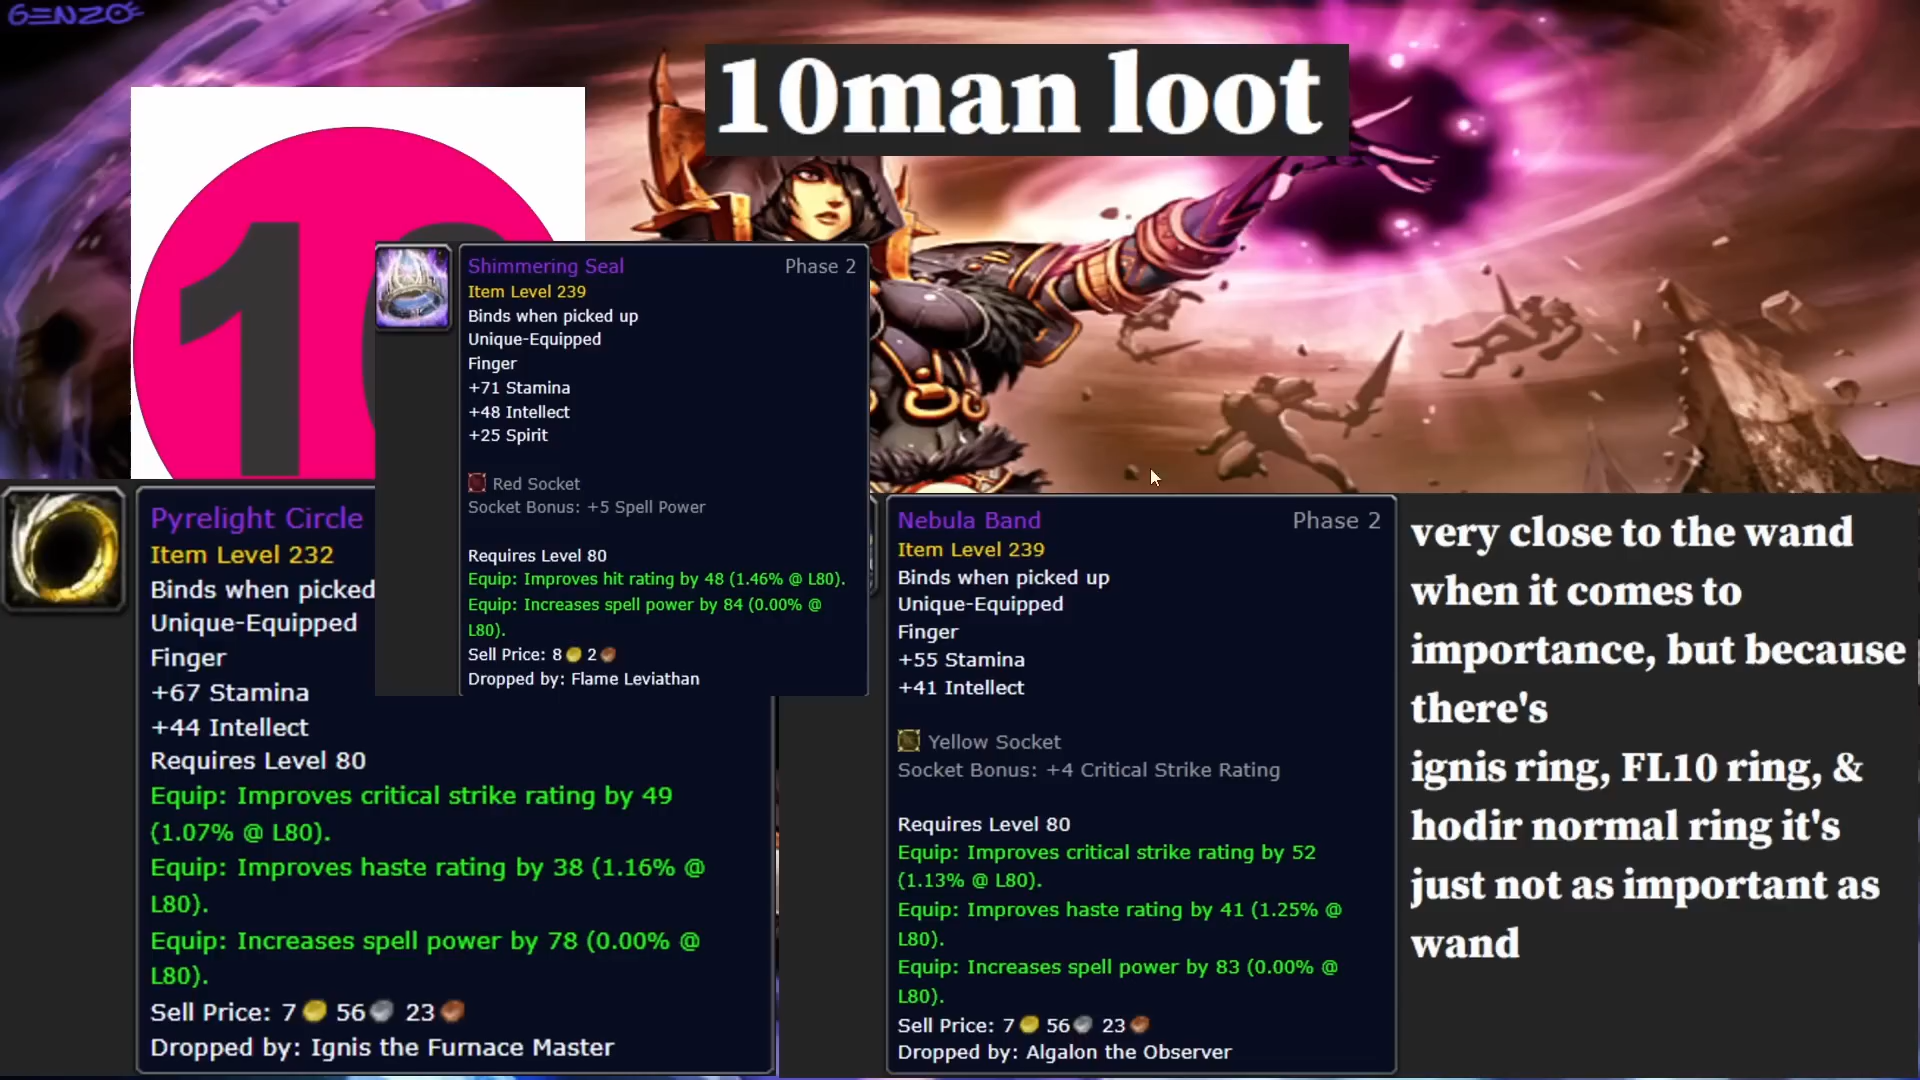 GENZO
10man loot
10
Shimmering Seal Phase 2
Item Level 239
Binds when picked up
Unique-Equipped
Finger
+71 Stamina
+48 Intellect
+25 Spirit
Red Socket
Socket Bonus: +5 Spell Power
Requires Level 80
Equip: Improves hit rating by 48 (1.46% @ L80).
Equip: Increases spell power by 84 (0.00% @
L80).
Sell Price: 8 2
Dropped by: Flame Leviathan
Pyrelight Circle
Item Level 232
Binds when picked
Unique-Equipped
Finger
+67 Stamina
+44 Intellect
Requires Level 80
Equip: Improves critical strike rating by 49
(1.07% @ L80).
Equip: Improves haste rating by 38 (1.16% @
L80).
Equip: Increases spell power by 78 (0.00% @
L80).
Sell Price: 7 56 23
Dropped by: Ignis the Furnace Master
Nebula Band Phase 2
Item Level 239
Binds when picked up
Unique-Equipped
Finger
+55 Stamina
+41 Intellect
Yellow Socket
Socket Bonus: +4 Critical Strike Rating
Requires Level 80
Equip: Improves critical strike rating by 52
(1.13% @ L80).
Equip: Improves haste rating by 41 (1.25% @
L80).
Equip: Increases spell power by 83 (0.00% @
L80).
Sell Price: 7 56 23
Dropped by: Algalon the Observer
very close to the wand
when it comes to
importance, but because
there's
ignis ring, FL10 ring, &
hodir normal ring it's
just not as important as
wand